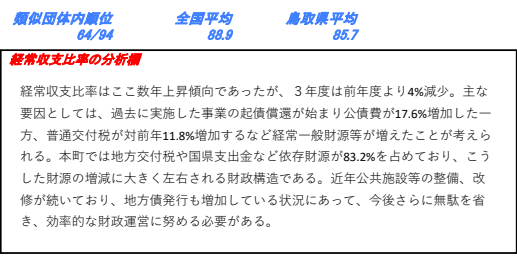 類似団体内順位 全国平均 鳥取県平均
64/94 88.9 85.7
経常収支比率の分析欄
経常収支比率はここ数年上昇傾向であったが、３年度は前年度より4%減少。主な
要因としては、過去に実施した事業の起債償還が始まり公債費が17.6%増加した一
方、普通交付税が対前年11.8%増加するなど経常一般財源等が増えたことが考えら
れる。本町では地方交付税や国県支出金など依存財源が83.2%を占めており、こう
した財源の増減に大きく左右される財政構造である。近年公共施設等の整備、改
修が続いており、地方債発行も増加している状況にあって、今後さらに無駄を省
き、効率的な財政運営に努める必要がある。